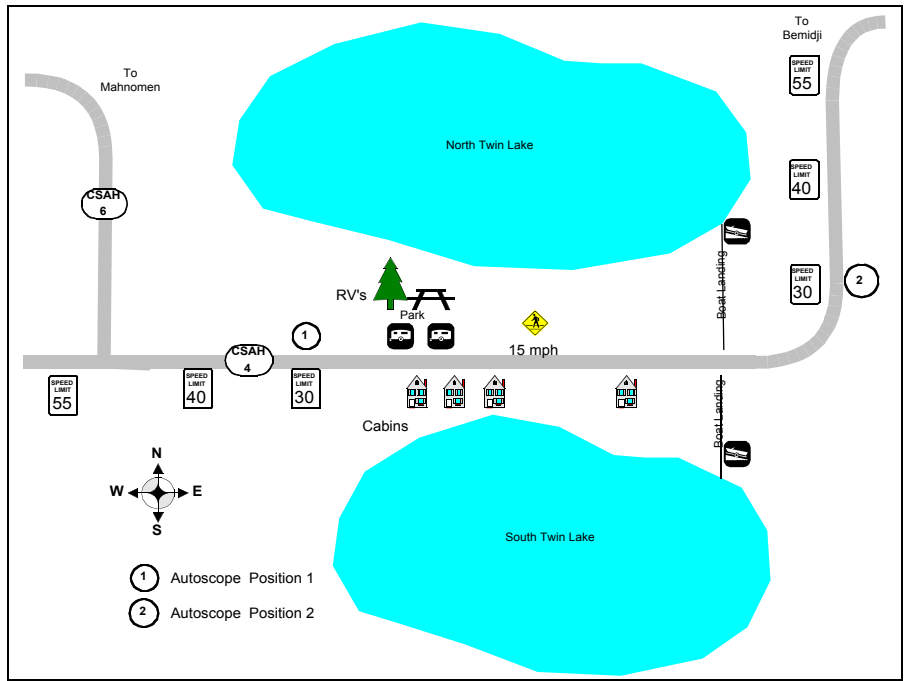 To
Bemidji
SPEED
LIMIT
55
To
Mahnomen
North Twin Lake
SPEED
LIMIT
40
CSAH
6
Boat Landing
SPEED
LIMIT
30
2
RV's
Park
1
15 mph
CSAH
4
SPEED
LIMIT
55
SPEED
LIMIT
40
SPEED
LIMIT
30
Boat Landing
Cabins
N
W
E
S
South Twin Lake
1
Autoscope Position 1
2
Autoscope Position 2